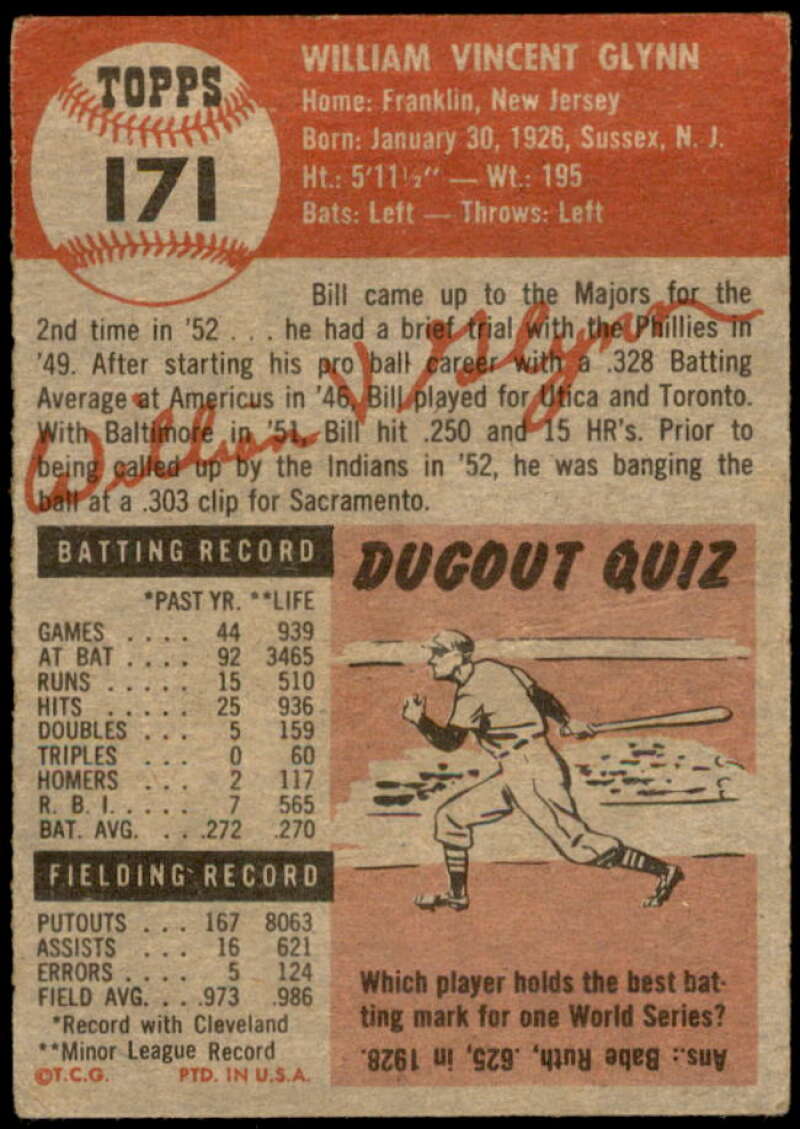 TOPPS
171
WILLIAM VINCENT GLYNN
Home: Franklin, New Jersey
Born: January 30, 1926, Sussex, N. J.
Ht.: 5'11½" — Wt.: 195
Bats: Left — Throws: Left
Bill came up to the Majors for the
2nd time in '52 . . . he had a brief trial with the Phillies in
'49. After starting his pro ball career with a .328 Batting
Average at Americus in '46, Bill played for Utica and Toronto.
With Baltimore in '51, Bill hit .250 and 15 HR's. Prior to
being called up by the Indians in '52, he was banging the
ball at a .303 clip for Sacramento.
William V Glynn
BATTING RECORD
*PAST YR. **LIFE
GAMES . . . . 44 939
AT BAT . . . . 92 3465
RUNS . . . . . 15 510
HITS . . . . . 25 936
DOUBLES . . . 5 159
TRIPLES . . . 0 60
HOMERS . . . 2 117
R. B. I. . . . . 7 565
BAT. AVG. . . .272 .270
FIELDING RECORD
PUTOUTS . . . 167 8063
ASSISTS . . . 16 621
ERRORS . . . . 5 124
FIELD AVG. . . .973 .986
*Record with Cleveland
**Minor League Record
©T.C.G. PTD. IN U.S.A.
DUGOUT QUIZ
Which player holds the best bat-
ting mark for one World Series?
Ans.: Babe Ruth, .625, in 1928.